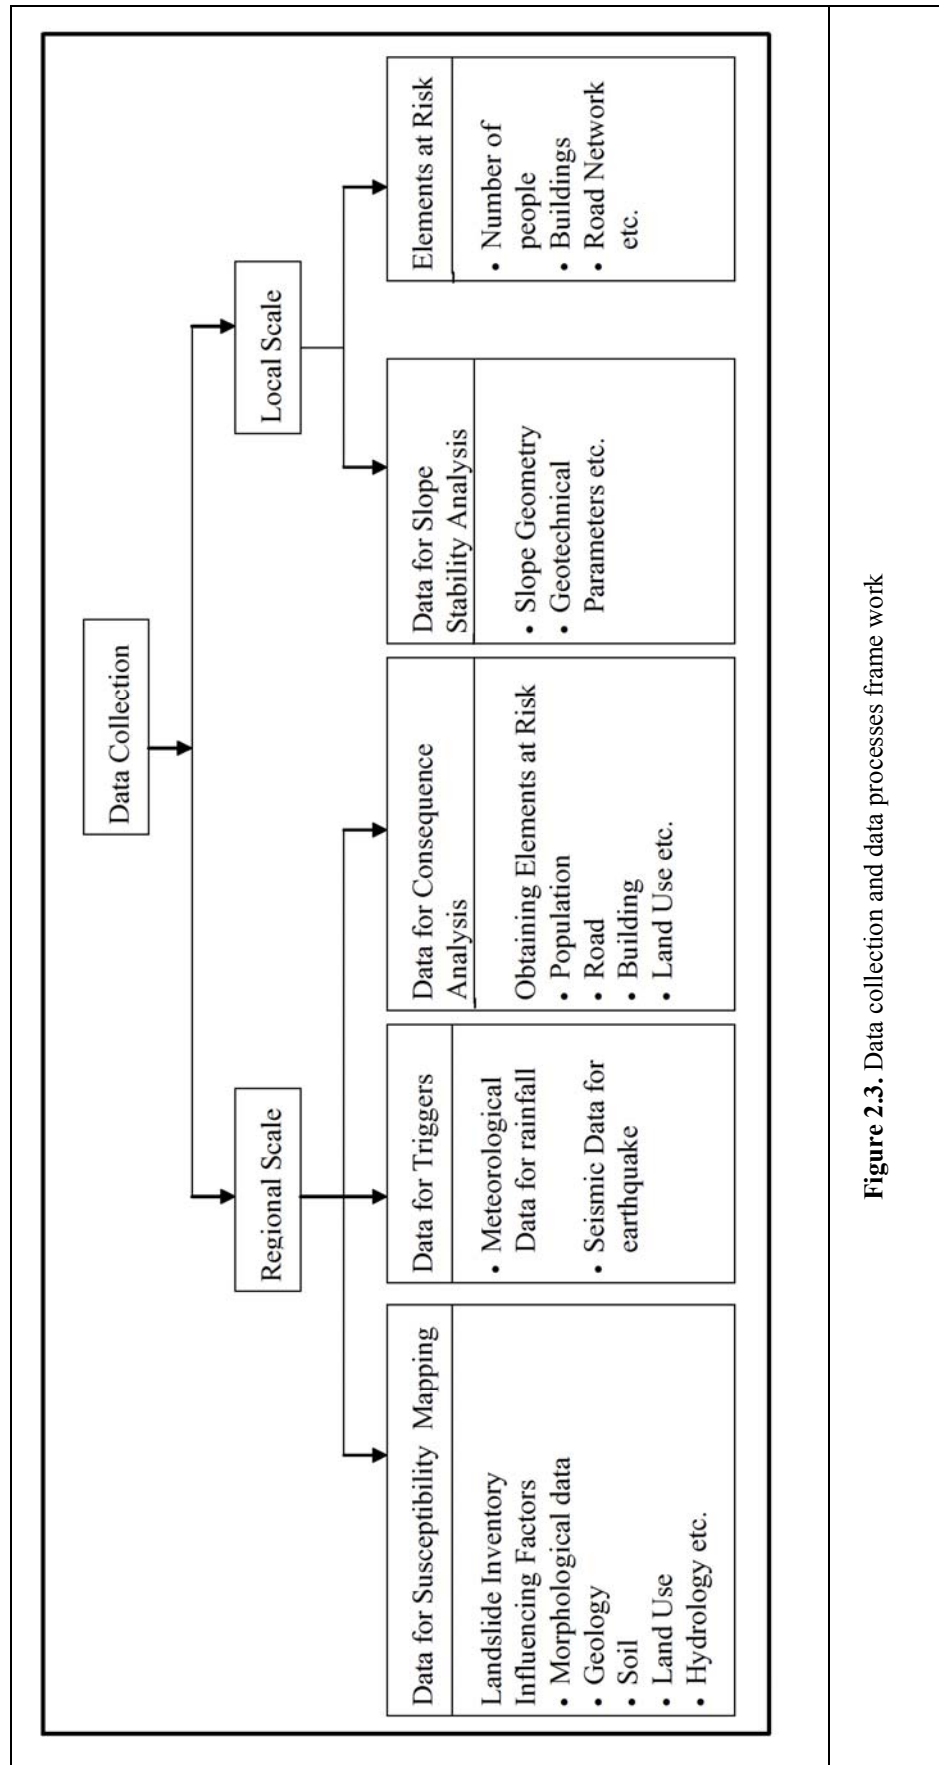 Data Collection
Regional Scale
Local Scale
Data for Susceptibility Mapping
Landslide Inventory
Influencing Factors
• Morphological data
• Geology
• Soil
• Land Use
• Hydrology etc.
Data for Triggers
• Meteorological
Data for rainfall
• Seismic Data for
earthquake
Data for Consequence
Analysis
Obtaining Elements at Risk
• Population
• Road
• Building
• Land Use etc.
Data for Slope
Stability Analysis
• Slope Geometry
• Geotechnical
Parameters etc.
Elements at Risk
• Number of
people
• Buildings
• Road Network
etc.
Figure 2.3. Data collection and data processes frame work